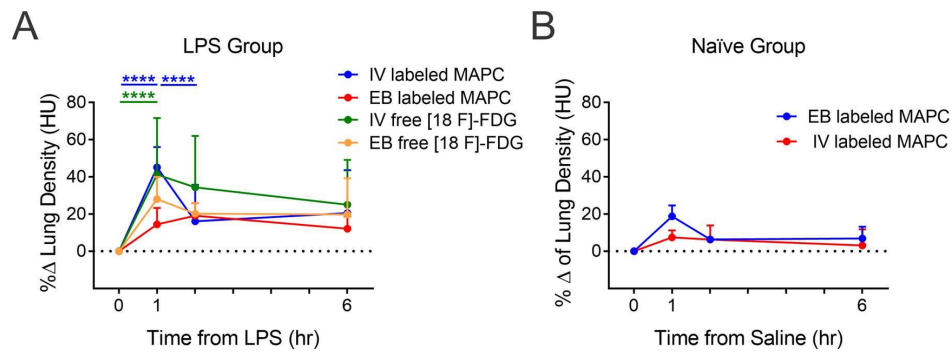 A
LPS Group
**** ****
****
IV labeled MAPC
EB labeled MAPC
IV free [18 F]-FDG
EB free [18 F]-FDG
%Δ Lung Density (HU)
80
60
40
20
0
0 1 6
Time from LPS (hr)
B
Naïve Group
EB labeled MAPC
IV labeled MAPC
% Δ of Lung Density (HU)
80
60
40
20
0
0 1 6
Time from Saline (hr)